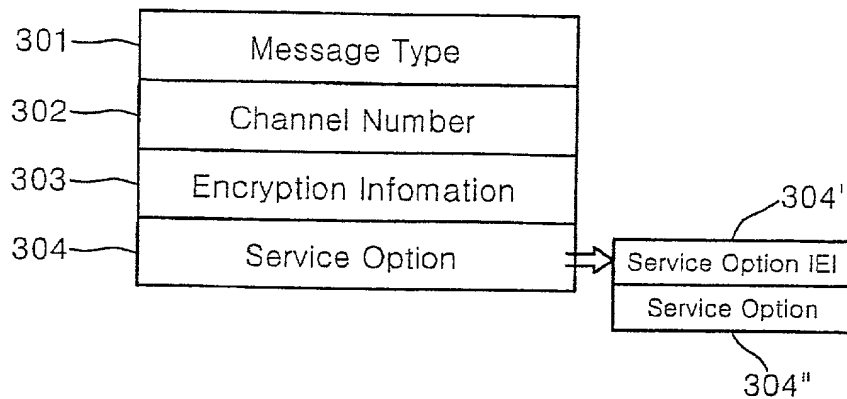 301
Message Type
302
Channel Number
303
Encryption Infomation
304
Service Option
304'
Service Option IEI
Service Option
304"